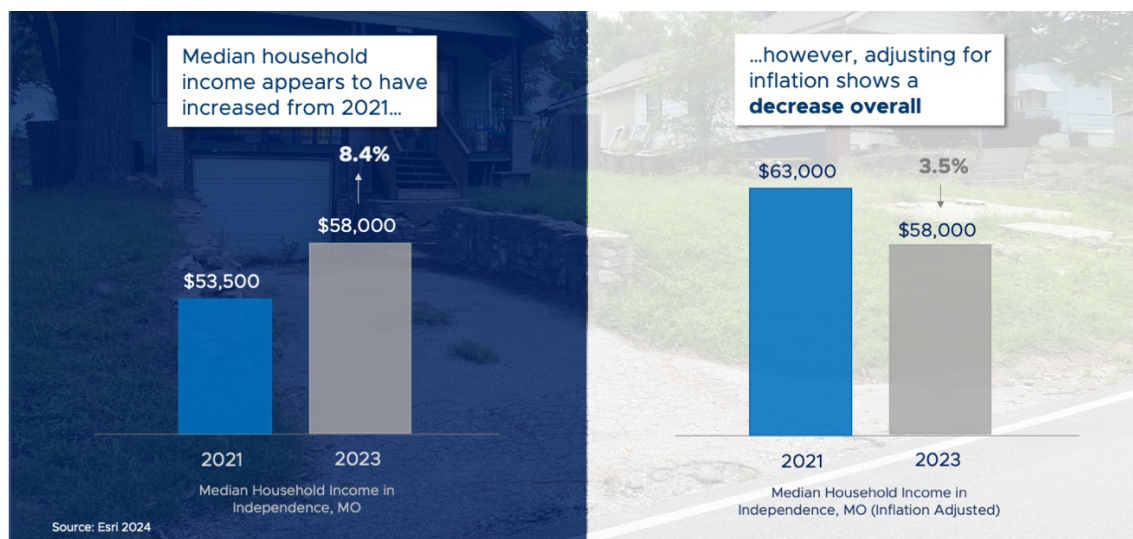 Median household
income appears to have
increased from 2021...
8.4%
$58,000
$53,500
2021
2023
Median Household Income in
Independence, MO
Source: Esri 2024
...however, adjusting for
inflation shows a
decrease overall
$63,000
3.5%
$58,000
2021
2023
Median Household Income in
Independence, MO (Inflation Adjusted)